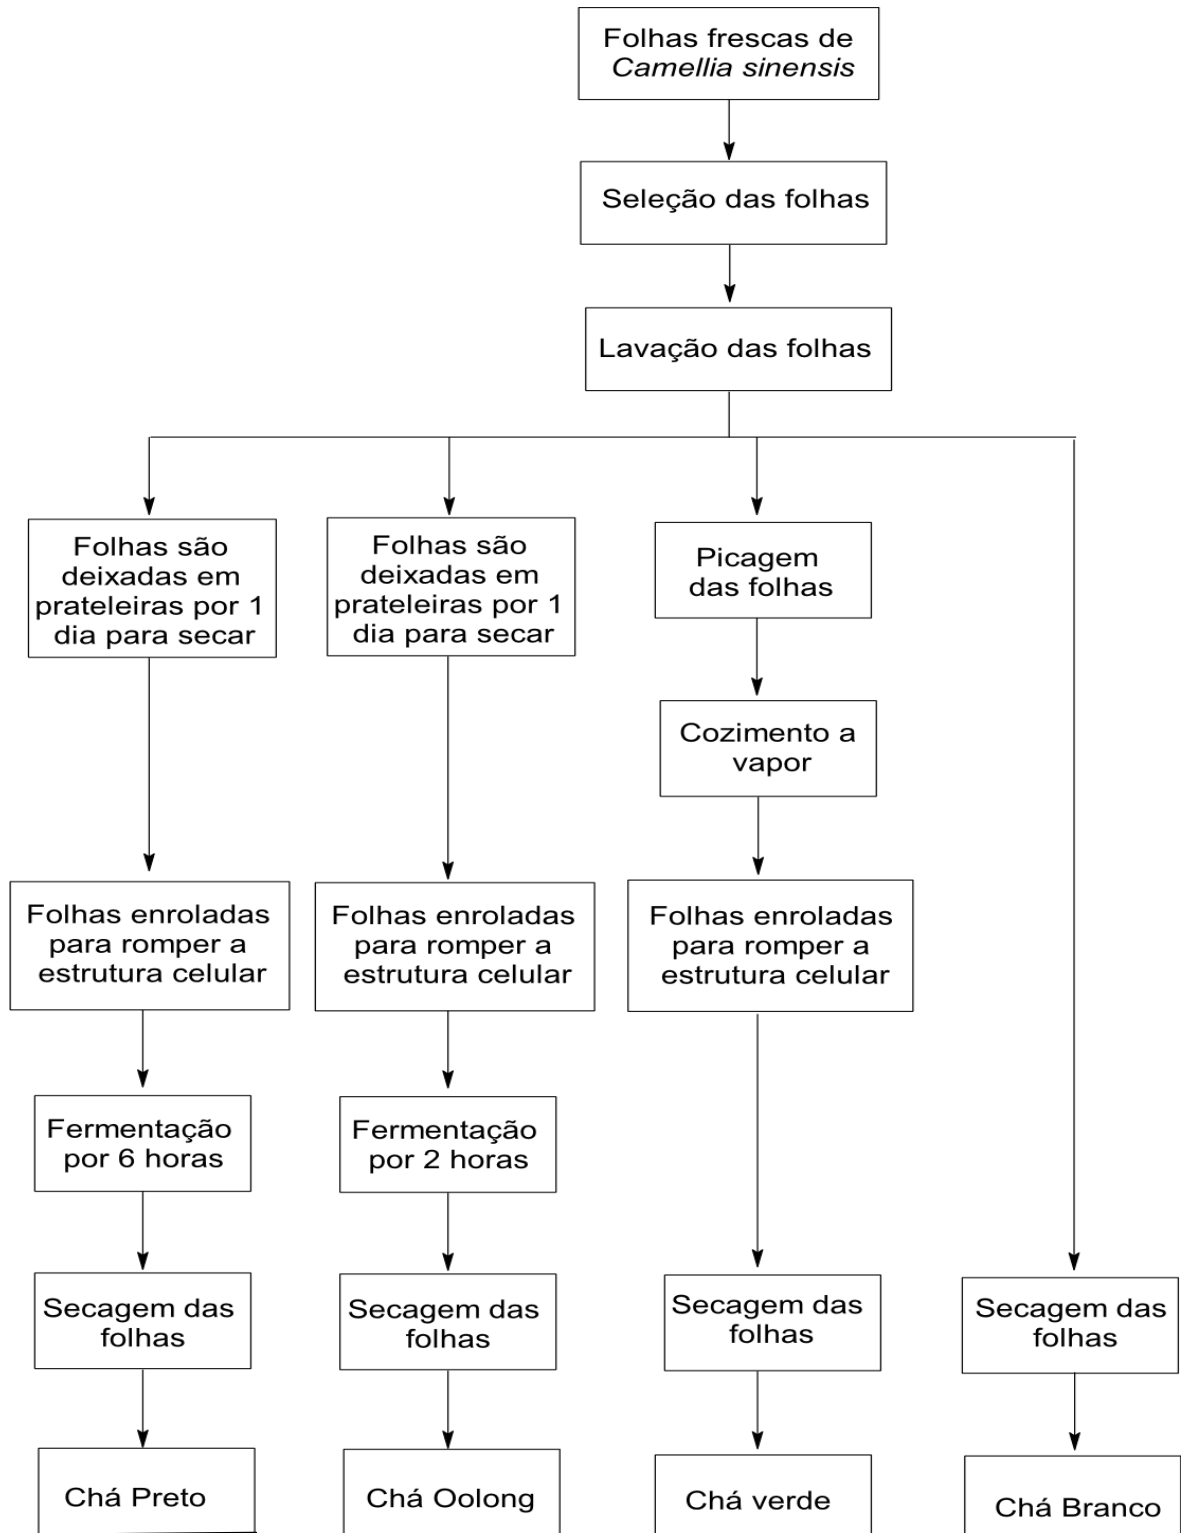 Folhas frescas de
Camellia sinensis
Seleção das folhas
Lavação das folhas
Folhas são
deixadas em
prateleiras por 1
dia para secar
Folhas são
deixadas em
prateleiras por 1
dia para secar
Picagem
das folhas
Cozimento a
vapor
Folhas enroladas
para romper a
estrutura celular
Folhas enroladas
para romper a
estrutura celular
Folhas enroladas
para romper a
estrutura celular
Fermentação
por 6 horas
Fermentação
por 2 horas
Secagem das
folhas
Secagem das
folhas
Secagem das
folhas
Secagem das
folhas
Chá Preto
Chá Oolong
Chá verde
Chá Branco